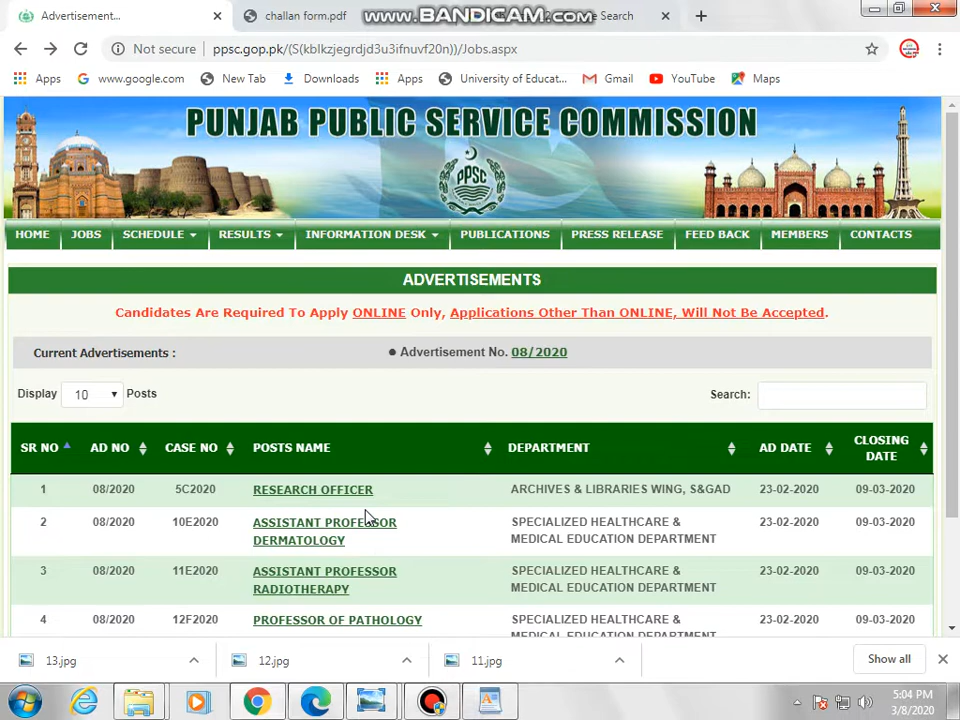 Advertisement...
challan form.pdf
WWW.BANDICAM.COM
Search
Not secure
ppsc.gop.pk/(S(kblkzjegrdjd3u3ifnuvf20n))/Jobs.aspx
Apps
www.google.com
New Tab
Downloads
Apps
University of Educat...
Gmail
YouTube
Maps
PUNJAB PUBLIC SERVICE COMMISSION
PPSC
HOME JOBS SCHEDULE RESULTS INFORMATION DESK PUBLICATIONS PRESS RELEASE FEED BACK MEMBERS CONTACTS
ADVERTISEMENTS
Candidates Are Required To Apply ONLINE Only, Applications Other Than ONLINE, Will Not Be Accepted.
Current Advertisements : ● Advertisement No. 08/2020
Display 10 Posts Search:
SR NO AD NO CASE NO POSTS NAME DEPARTMENT AD DATE CLOSING DATE
1 08/2020 5C2020 RESEARCH OFFICER ARCHIVES & LIBRARIES WING, S&GAD 23-02-2020 09-03-2020
2 08/2020 10E2020 ASSISTANT PROFESSOR SPECIALIZED HEALTHCARE & 23-02-2020 09-03-2020
DERMATOLOGY MEDICAL EDUCATION DEPARTMENT
3 08/2020 11E2020 ASSISTANT PROFESSOR SPECIALIZED HEALTHCARE & 23-02-2020 09-03-2020
RADIOTHERAPY MEDICAL EDUCATION DEPARTMENT
4 08/2020 12F2020 PROFESSOR OF PATHOLOGY SPECIALIZED HEALTHCARE & 23-02-2020 09-03-2020
MEDICAL EDUCATION DEPARTMENT
13.jpg
12.jpg
11.jpg
Show all
5:04 PM
3/8/2020